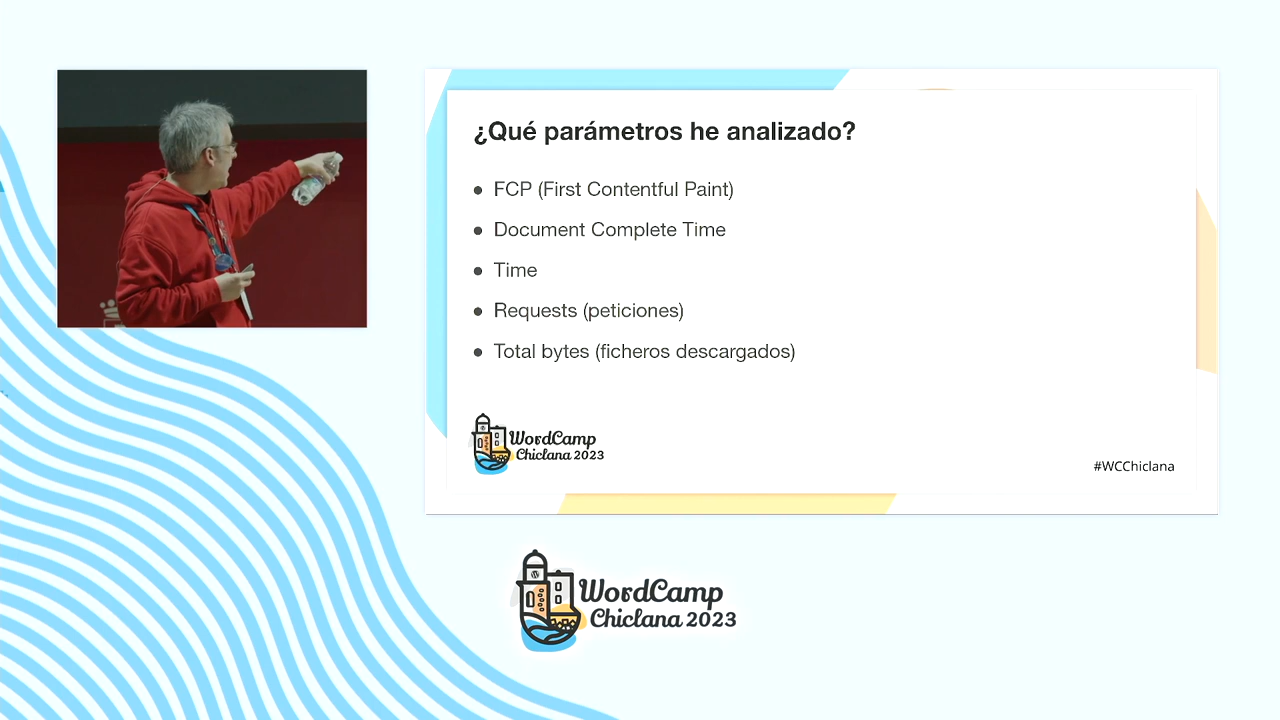 ¿Qué parámetros he analizado?
● FCP (First Contentful Paint)
● Document Complete Time
● Time
● Requests (peticiones)
● Total bytes (ficheros descargados)
WordCamp
Chiclana 2023
#WCChiclana
WordCamp
Chiclana 2023